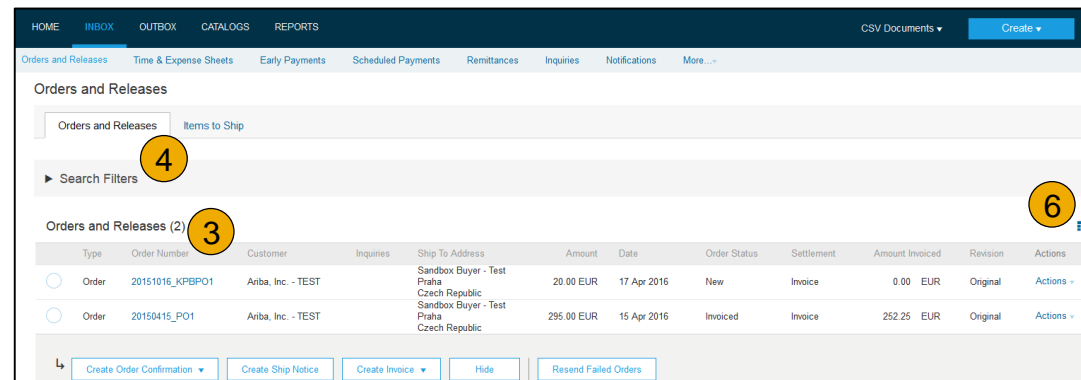 HOME INBOX OUTBOX CATALOGS REPORTS CSV Documents Create
Orders and Releases Time & Expense Sheets Early Payments Scheduled Payments Remittances Inquiries Notifications More...
Orders and Releases
Orders and Releases Items to Ship
4
Search Filters
6
Orders and Releases (2) 3
Type Order Number Customer Inquiries Ship To Address Amount Date Order Status Settlement Amount Invoiced Revision Actions
Sandbox Buyer - Test
Order 20151016_KPBPO1 Ariba, Inc. - TEST Praha 20.00 EUR 17 Apr 2016 New Invoice 0.00 EUR Original Actions
Czech Republic
Sandbox Buyer - Test
Order 20150415_PO1 Ariba, Inc. - TEST Praha 295.00 EUR 15 Apr 2016 Invoiced Invoice 252.25 EUR Original Actions
Czech Republic
Create Order Confirmation Create Ship Notice Create Invoice Hide Resend Failed Orders